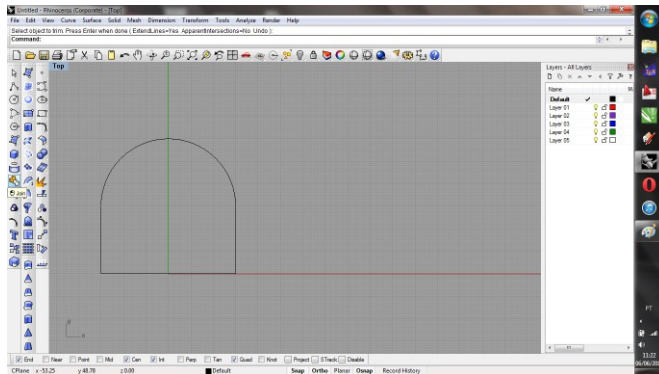 Untitled - Rhinoceros (Corporate) - [Top]
File Edit View Curve Surface Solid Mesh Dimension Transform Tools Analyze Render Help
Select object to trim. Press Enter when done ( ExtendLines=Yes ApparentIntersections=No Undo ):
Command:
Top
Layers - All Layers
Name
Default
Layer 01
Layer 02
Layer 03
Layer 04
Layer 05
Join
PT
End Near Point Mid Cen Int Perp Tan Quad Knot Project STrack Disable
CPlane x -53.25 y 48.70 z 0.00 Default Snap Ortho Planar Osnap Record History
11:22